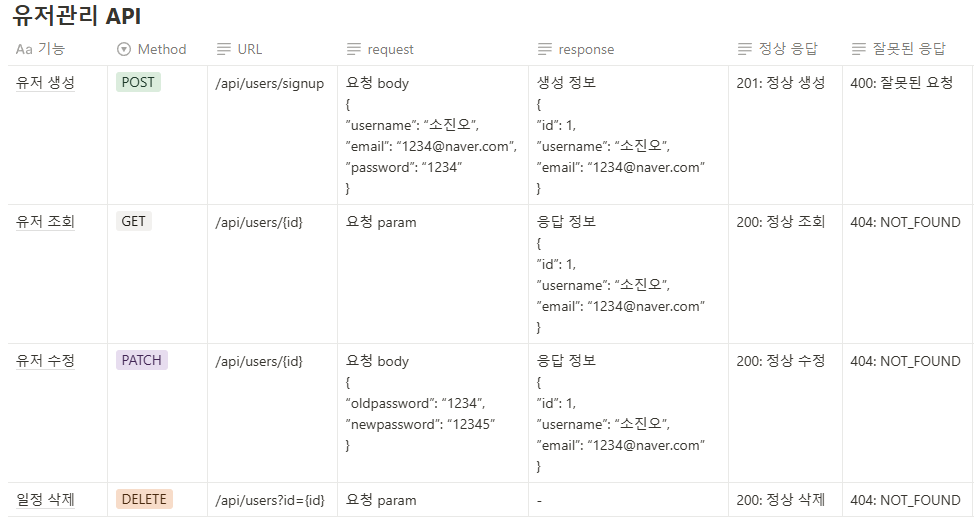 유저관리 API
Aa 기능 Method URL request response 정상 응답 잘못된 응답
유저 생성 POST /api/users/signup 요청 body 생성 정보 201: 정상 생성 400: 잘못된 요청
{ {
”username”: “소진오”, ”id”: 1,
”email”: “1234@naver.com”, ”username”: “소진오”,
”password”: “1234” ”email”: “1234@naver.com”
} }
유저 조회 GET /api/users/{id} 요청 param 응답 정보 200: 정상 조회 404: NOT_FOUND
{
”id”: 1,
”username”: “소진오”,
”email”: “1234@naver.com”
}
유저 수정 PATCH /api/users/{id} 요청 body 응답 정보 200: 정상 수정 404: NOT_FOUND
{ {
“oldpassword”: “1234”, ”id”: 1,
“newpassword”: “12345” ”username”: “소진오”,
} ”email”: “1234@naver.com”
}
일정 삭제 DELETE /api/users?id={id} 요청 param - 200: 정상 삭제 404: NOT_FOUND